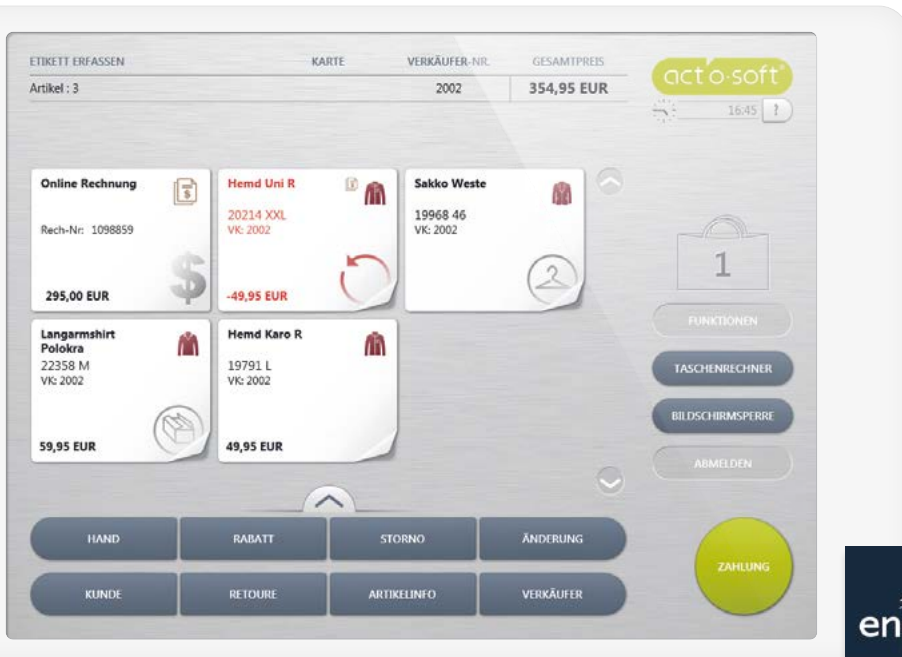 ETIKETT ERFASSEN KARTE VERKÄUFER-NR. GESAMTPREIS
Artikel : 3 2002 354,95 EUR
act'o-soft®
16:45 ?
Online Rechnung
Rech-Nr: 1098859
295,00 EUR
Hemd Uni R
20214 XXL
VK: 2002
-49,95 EUR
Sakko Weste
19968 46
VK: 2002
Langarmshirt
Polokra
22358 M
VK: 2002
59,95 EUR
Hemd Karo R
19791 L
VK: 2002
49,95 EUR
1
FUNKTIONEN
TASCHENRECHNER
BILDSCHIRMSPERRE
ABMELDEN
HAND RABATT STORNO ÄNDERUNG
KUNDE RETOURE ARTIKELINFO VERKÄUFER
ZAHLUNG
en